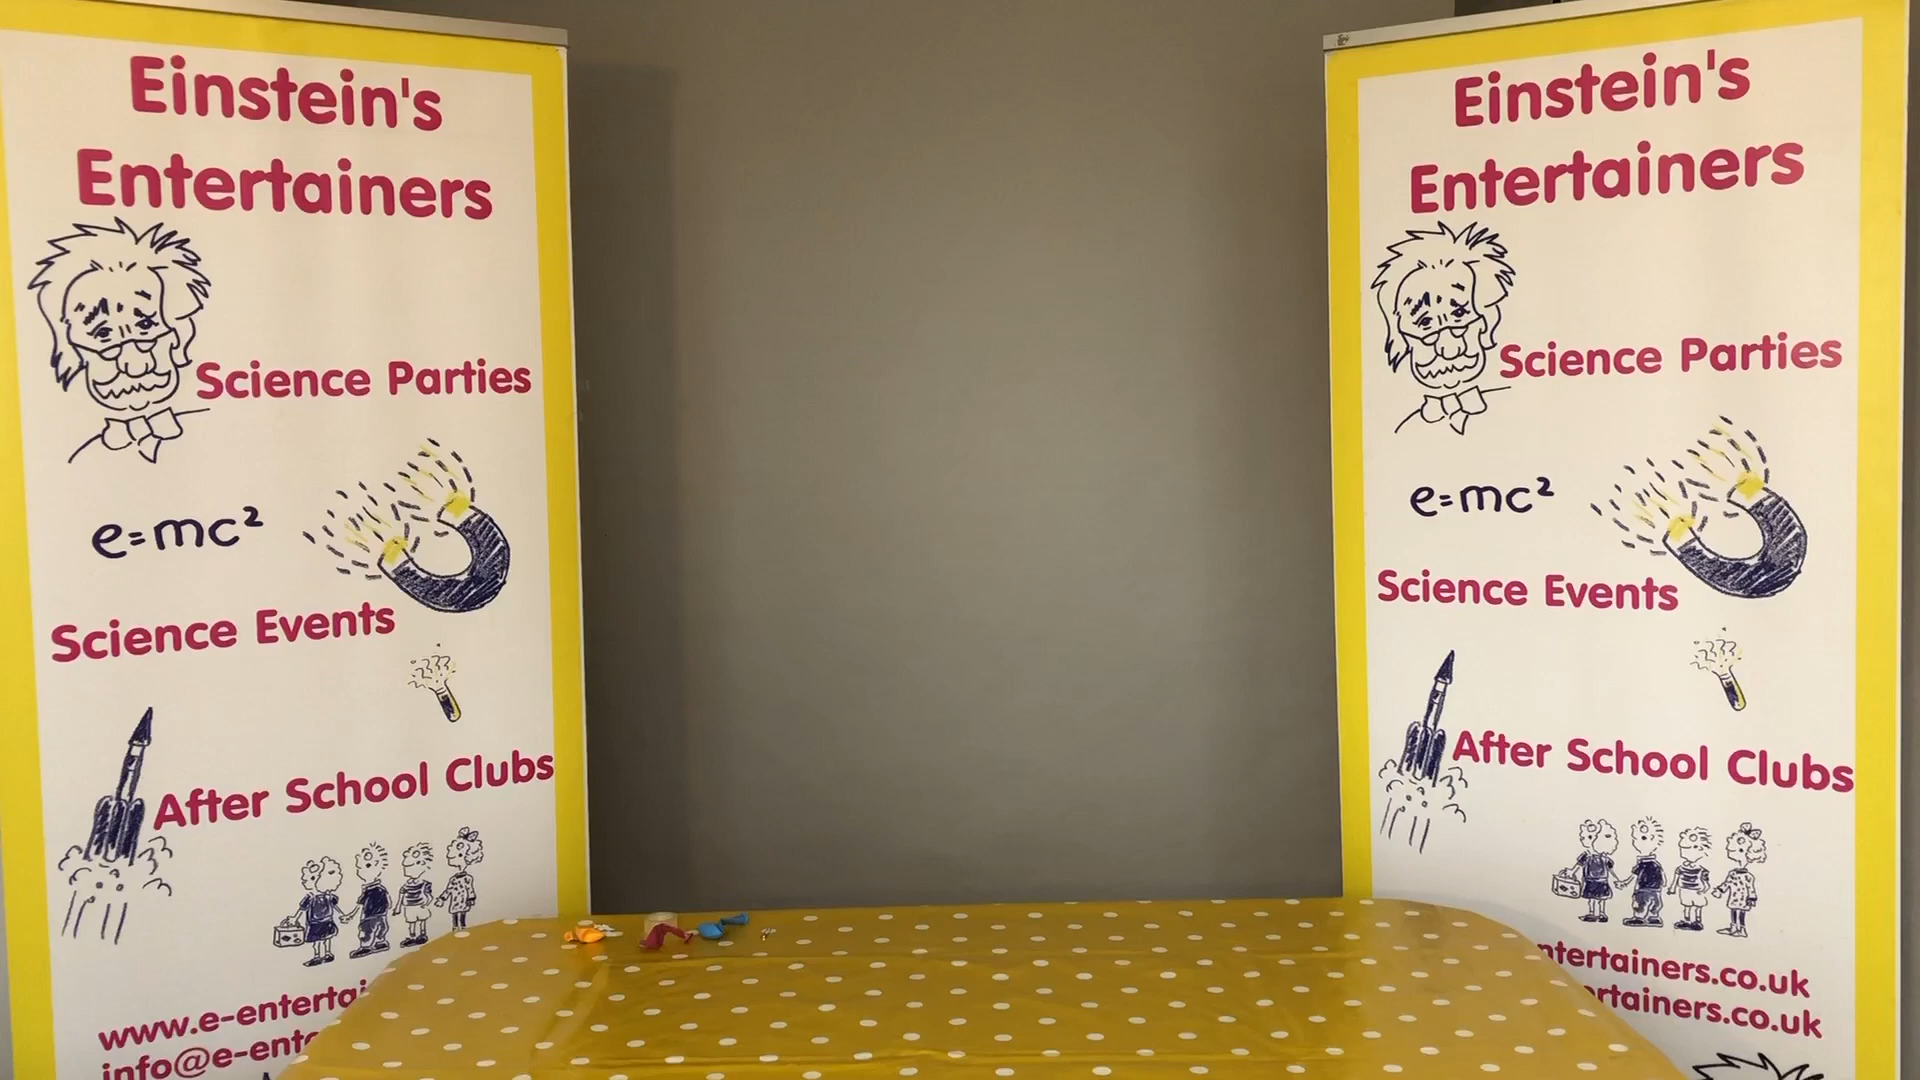 Einstein's
Entertainers
Science Parties
e=mc²
Science Events
After School Clubs
www.e-entertai
info@e-ente
Einstein's
Entertainers
Science Parties
e=mc²
Science Events
After School Clubs
ntertainers.co.uk
rtainers.co.uk